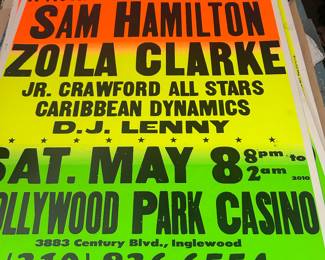 SAM HAMILTON
ZOILA CLARKE
JR. CRAWFORD ALL STARS
CARIBBEAN DYNAMICS
D.J. LENNY
SAT. MAY 8 8pm to 2am 2010
OLLYWOOD PARK CASINO
3883 Century Blvd., Inglewood